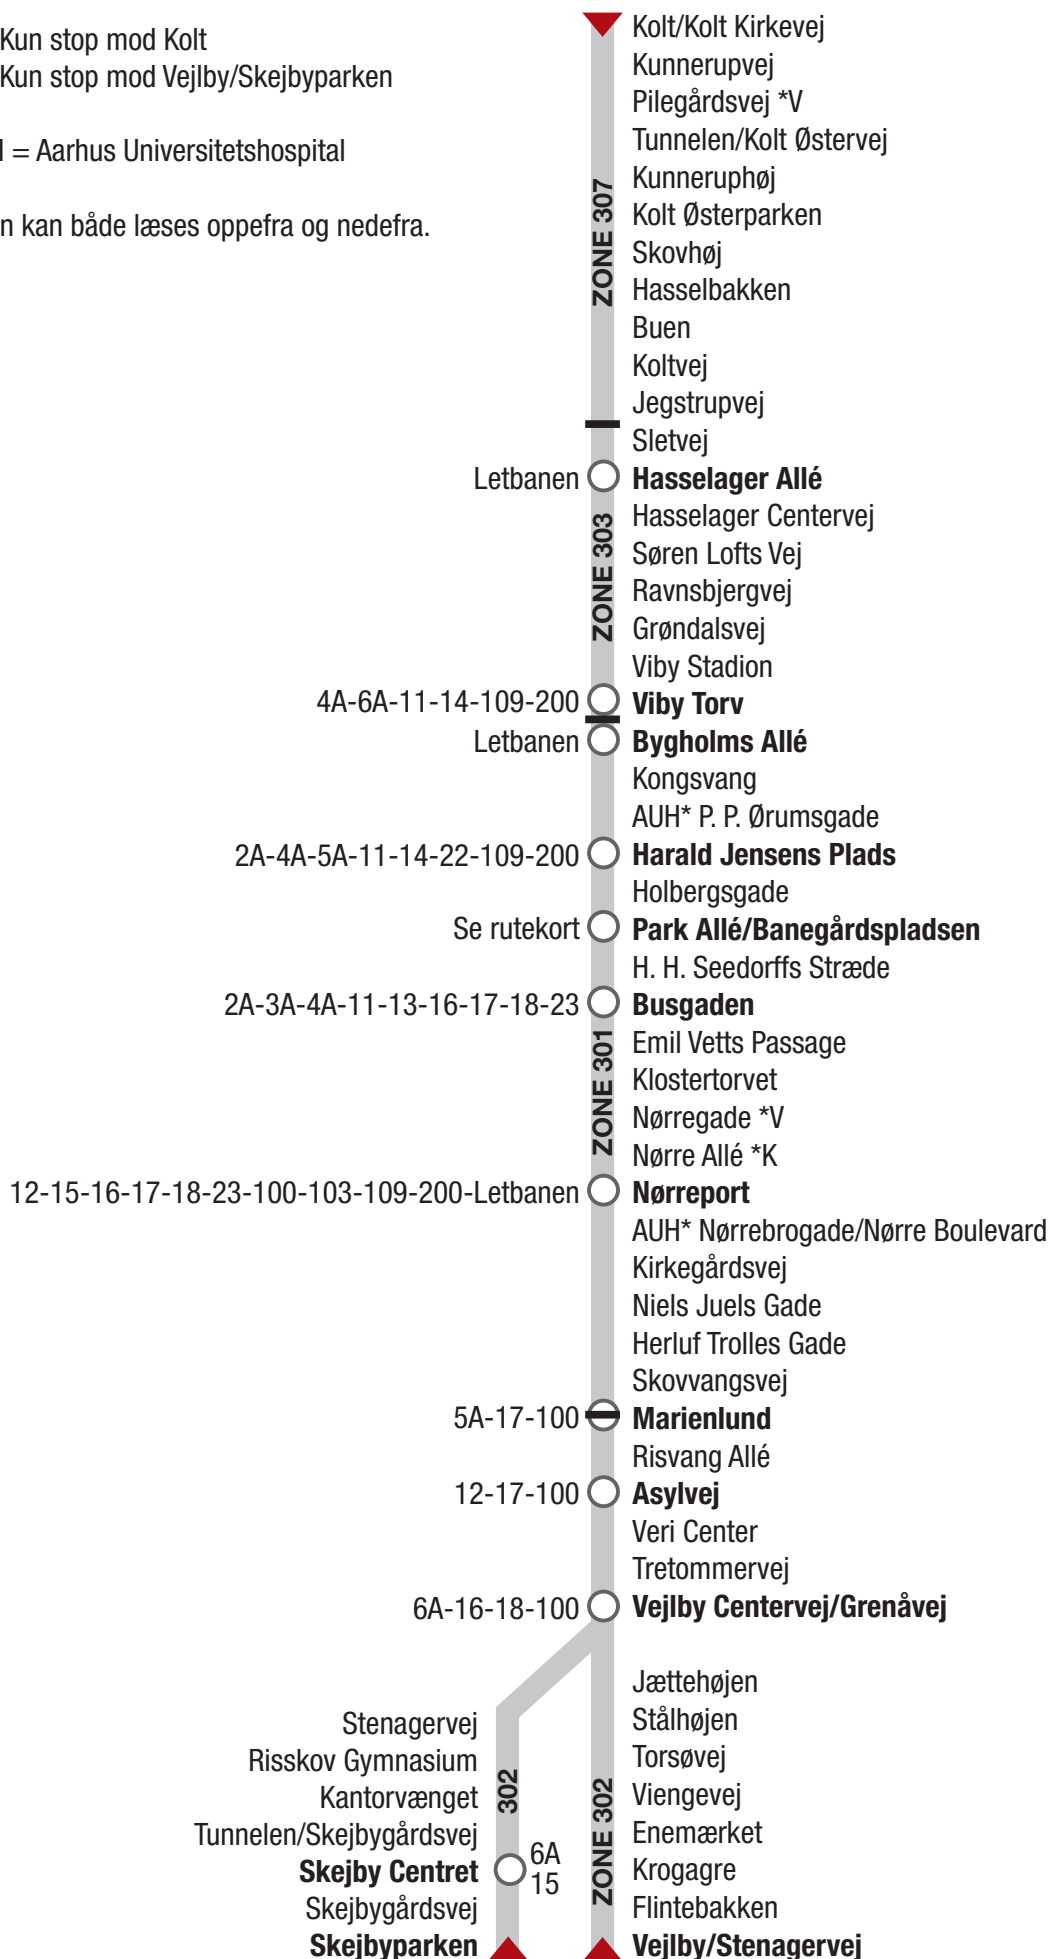 Kun stop mod Kolt
Kun stop mod Vejlby/Skejbyparken
= Aarhus Universitetshospital
n kan både læses oppefra og nedefra.
Kolt/Kolt Kirkevej
Kunnerupvej
Pilegårdsvej *V
Tunnelen/Kolt Østervej
Kunneruphøj
Kolt Østerparken
Skovhøj
Hasselbakken
Buen
Koltvej
Jegstrupvej
ZONE 307
Sletvej
Letbanen Hasselager Allé
Hasselager Centervej
Søren Lofts Vej
Ravnsbjergvej
Grøndalsvej
Viby Stadion
ZONE 303
4A-6A-11-14-109-200 Viby Torv
Letbanen Bygholms Allé
Kongsvang
AUH* P. P. Ørumsgade
2A-4A-5A-11-14-22-109-200 Harald Jensens Plads
Holbergsgade
Se rutekort Park Allé/Banegårdspladsen
H. H. Seedorffs Stræde
2A-3A-4A-11-13-16-17-18-23 Busgaden
Emil Vetts Passage
Klostertorvet
Nørregade *V
Nørre Allé *K
ZONE 301
12-15-16-17-18-23-100-103-109-200-Letbanen Nørreport
AUH* Nørrebrogade/Nørre Boulevard
Kirkegårdsvej
Niels Juels Gade
Herluf Trolles Gade
Skovvangsvej
5A-17-100 Marienlund
Risvang Allé
12-17-100 Asylvej
Veri Center
Tretommervej
6A-16-18-100 Vejlby Centervej/Grenåvej
Jættehøjen
Stålhøjen
Torsøvej
Viengevej
Enemærket
Krogagre
Flintebakken
Vejlby/Stenagervej
ZONE 302
Stenagervej
Risskov Gymnasium
Kantorvænget
Tunnelen/Skejbygårdsvej
Skejby Centret 6A
15
Skejbygårdsvej
Skejbyparken
302